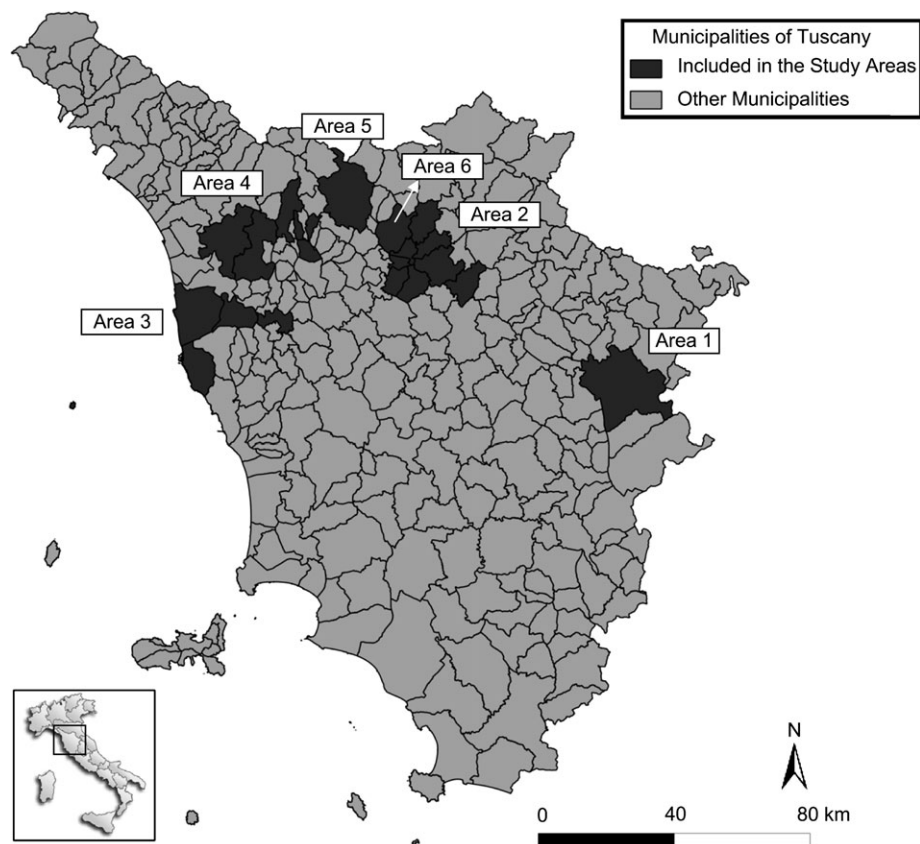 Municipalities of Tuscany
Included in the Study Areas
Other Municipalities
Area 5
Area 6
Area 4
Area 2
Area 3
Area 1
N
0 40 80 km